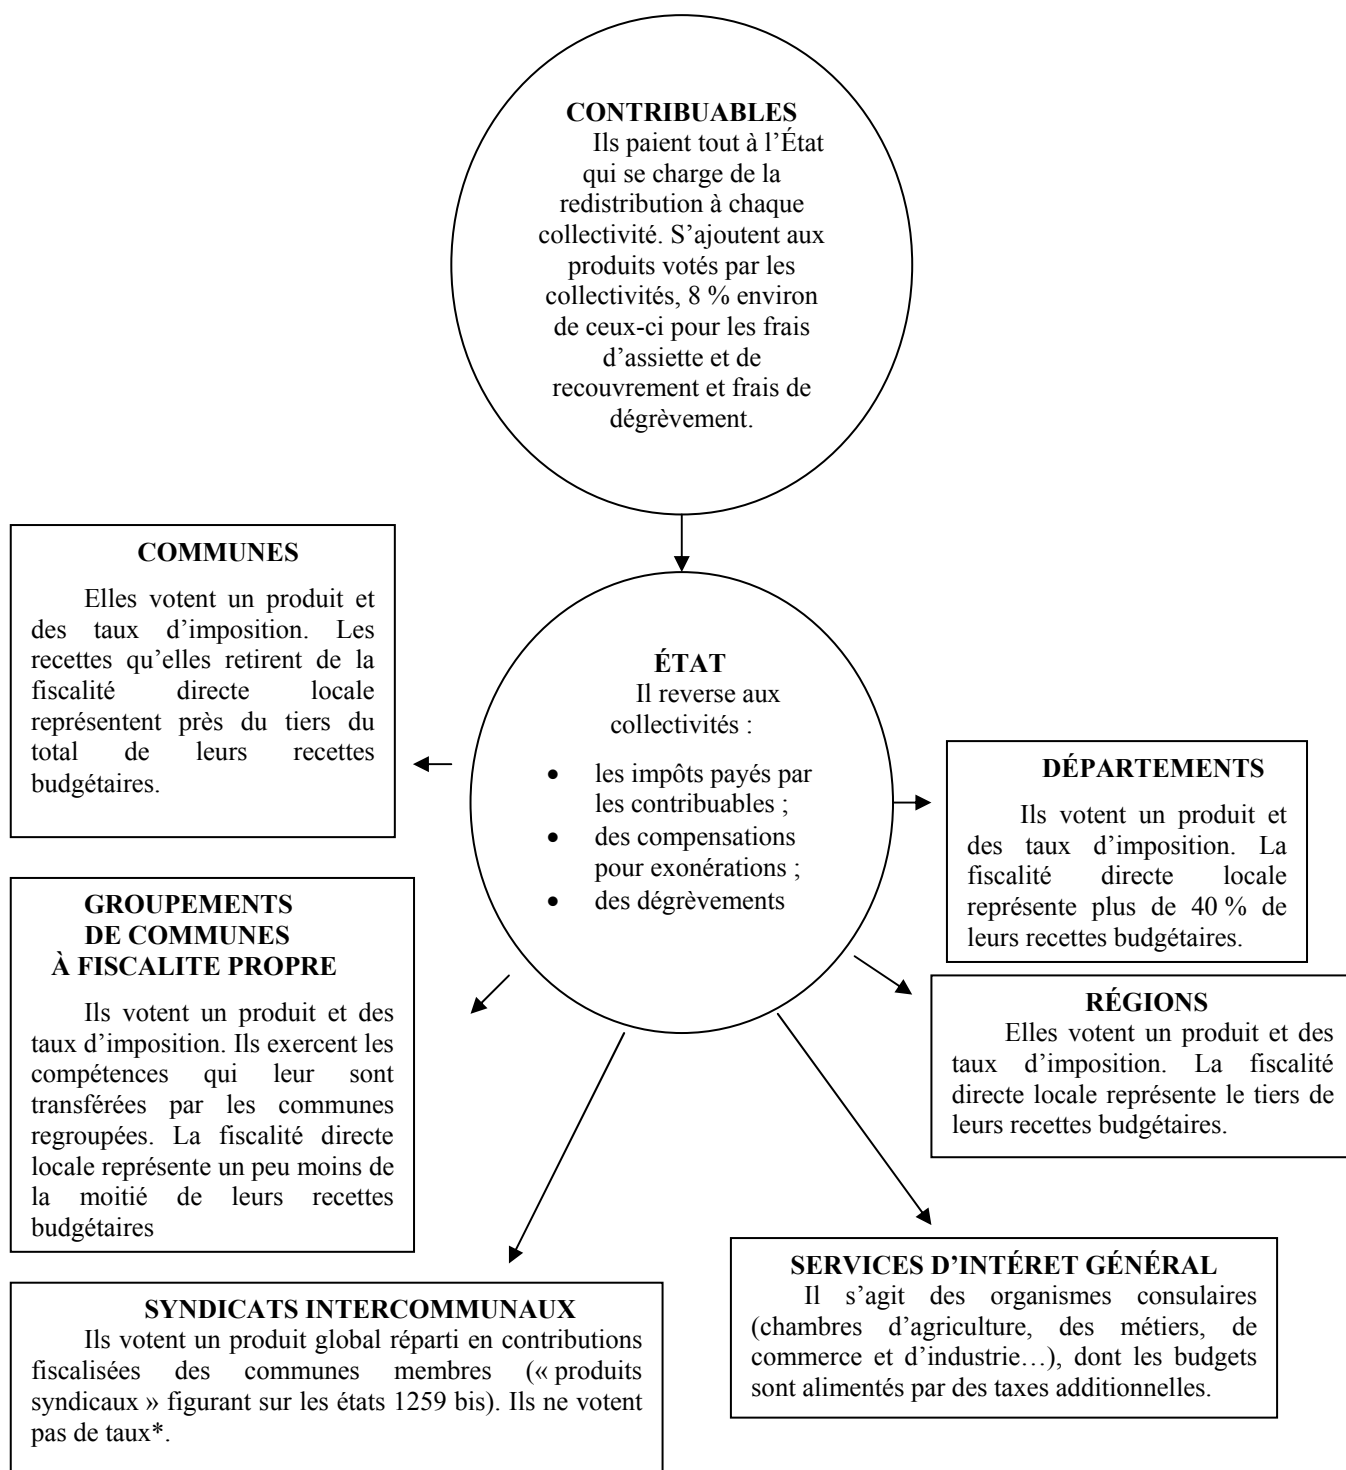 CONTRIBUABLES
Ils paient tout à l’État
qui se charge de la
redistribution à chaque
collectivité. S’ajoutent aux
produits votés par les
collectivités, 8 % environ
de ceux-ci pour les frais
d’assiette et de
recouvrement et frais de
dégrèvement.
COMMUNES
Elles votent un produit et
des taux d’imposition. Les
recettes qu’elles retirent de la
fiscalité directe locale
représentent près du tiers du
total de leurs recettes
budgétaires.
ÉTAT
Il reverse aux
collectivités :
• les impôts payés par
les contribuables ;
• des compensations
pour exonérations ;
• des dégrèvements
DÉPARTEMENTS
Ils votent un produit et
des taux d’imposition. La
fiscalité directe locale
représente plus de 40 % de
leurs recettes budgétaires.
GROUPEMENTS
DE COMMUNES
À FISCALITE PROPRE
Ils votent un produit et des
taux d’imposition. Ils exercent les
compétences qui leur sont
transférées par les communes
regroupées. La fiscalité directe
locale représente un peu moins de
la moitié de leurs recettes
budgétaires
RÉGIONS
Elles votent un produit et des
taux d’imposition. La fiscalité
directe locale représente le tiers de
leurs recettes budgétaires.
SYNDICATS INTERCOMMUNAUX
Ils votent un produit global réparti en contributions
fiscalisées des communes membres (« produits
syndicaux » figurant sur les états 1259 bis). Ils ne votent
pas de taux*.
SERVICES D’INTÉRET GÉNÉRAL
Il s’agit des organismes consulaires
(chambres d’agriculture, des métiers, de
commerce et d’industrie…), dont les budgets
sont alimentés par des taxes additionnelles.